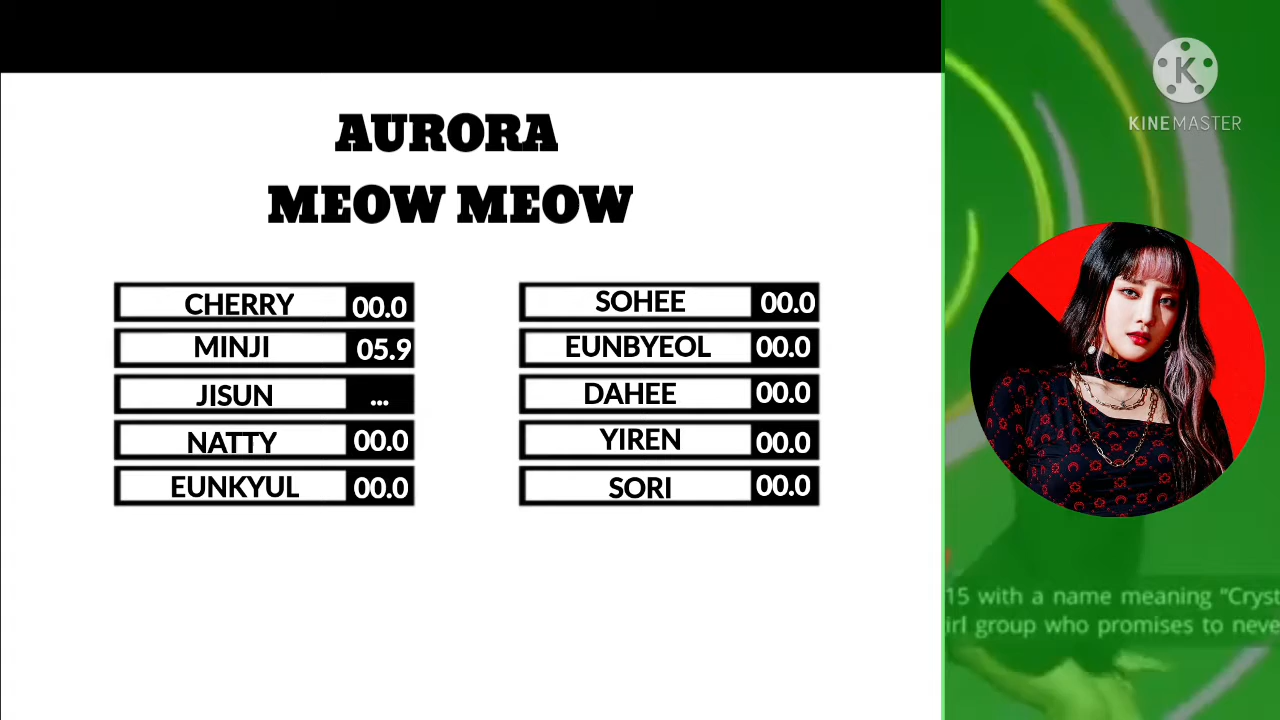 AURORA
MEOW MEOW
CHERRY 00.0
MINJI 05.9
JISUN ...
NATTY 00.0
EUNKYUL 00.0
SOHEE 00.0
EUNBYEOL 00.0
DAHEE 00.0
YIREN 00.0
SORI 00.0
K
KINEMASTER
15 with a name meaning "Cryst
irl group who promises to neve